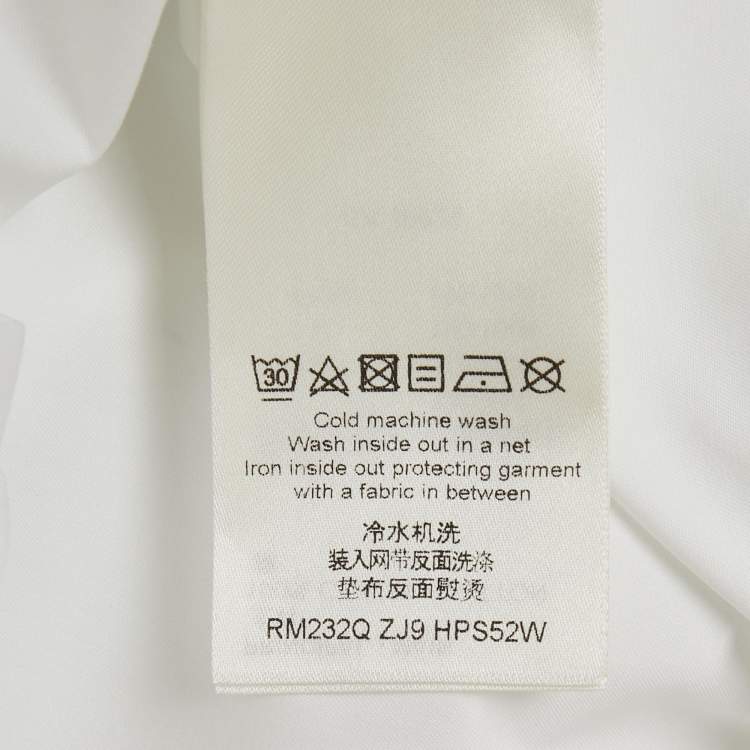 30
Cold machine wash
Wash inside out in a net
Iron inside out protecting garment
with a fabric in between
冷水机洗
装入网带反面洗涤
垫布反面熨烫
RM232Q ZJ9 HPS52W